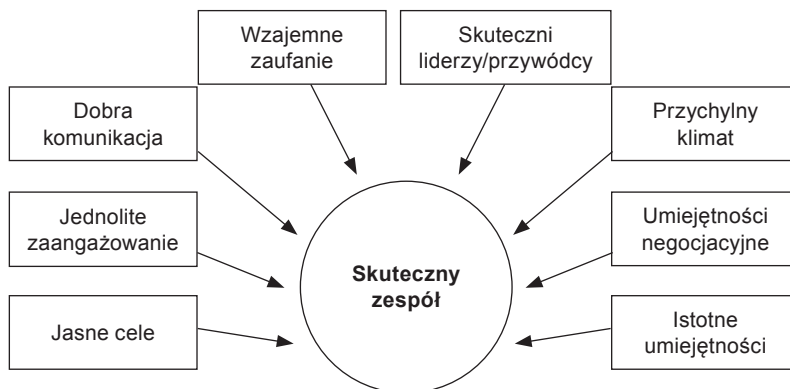 Wzajemne
zaufanie
Skuteczni
liderzy/przywódcy
Dobra
komunikacja
Przychylny
klimat
Jednolite
zaangażowanie
Umiejętności
negocjacyjne
Skuteczny
zespół
Jasne cele
Istotne
umiejętności